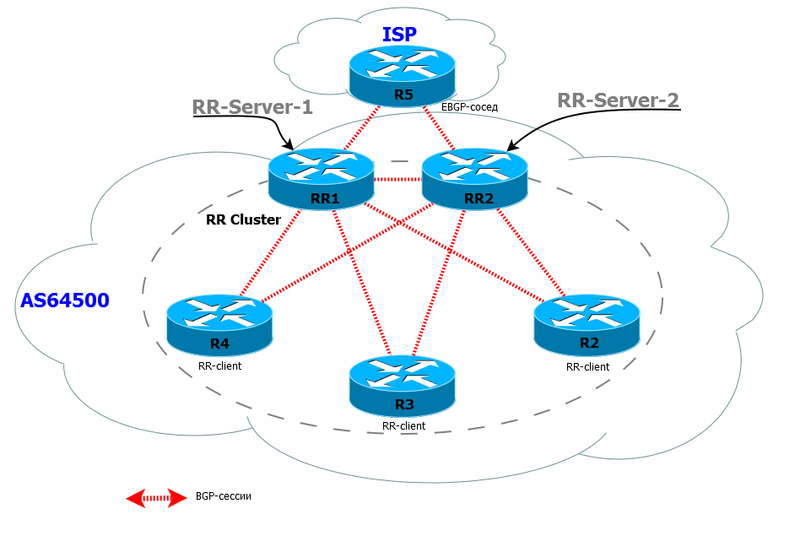 ISP
R5
EBGP-сосед
RR-Server-1
RR-Server-2
RR1
RR2
RR Cluster
AS64500
R4
RR-client
R2
RR-client
R3
RR-client
BGP-сессии